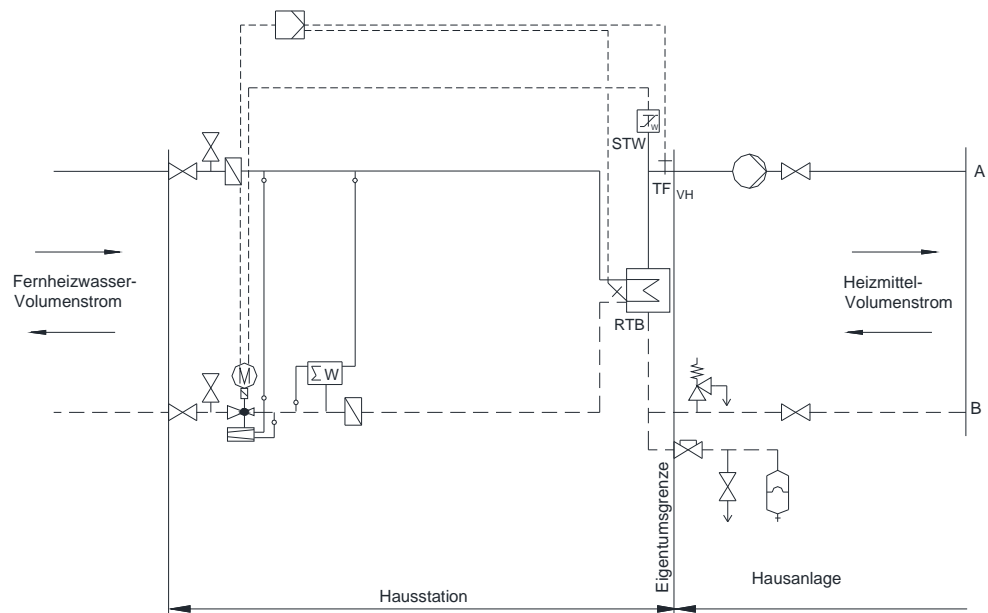 W
STW
A
TF VH
Fernheizwasser-
Volumenstrom
Heizmittel-
Volumenstrom
RTB
M
Σ W
B
Eigentumsgrenze
Hausanlage
Hausstation